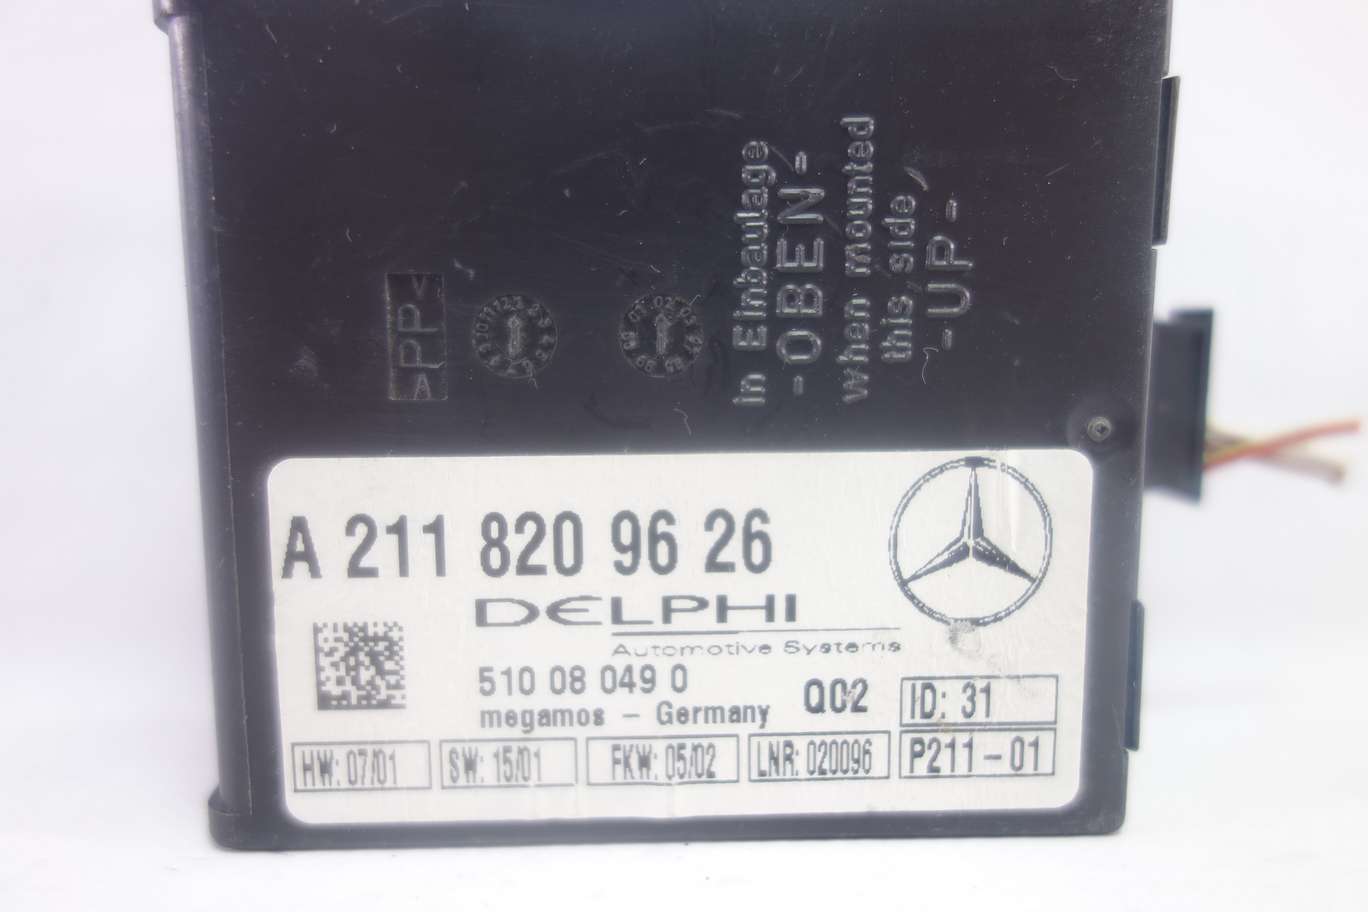 in Einbaulage
-OBEN-
when mounted
this side
-UP-
V
PP
A
A 211 820 96 26
DELPHI
Automotive Systems
510 08 049 0
megamos - Germany
Q02
ID: 31
HW: 07/01
SW: 15/01
FKW: 05/02
LNR: 020096
P211-01